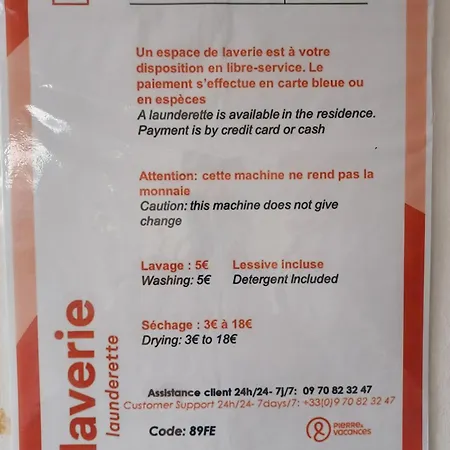 Un espace de laverie est à votre
disposition en libre-service. Le
paiement s'effectue en carte bleue ou
en espèces
A launderette is available in the residence.
Payment is by credit card or cash
Attention: cette machine ne rend pas la
monnaie
Caution: this machine does not give
change
Lavage : 5€ Lessive incluse
Washing: 5€ Detergent Included
Séchage : 3€ à 18€
Drying: 3€ to 18€
laverie
launderette
Assistance client 24h/24- 7j/7: 09 70 82 32 47
Customer Support 24h/24- 7days/7: +33(0)9 70 82 32 47
Code: 89FE
PIERRE &
VACANCES